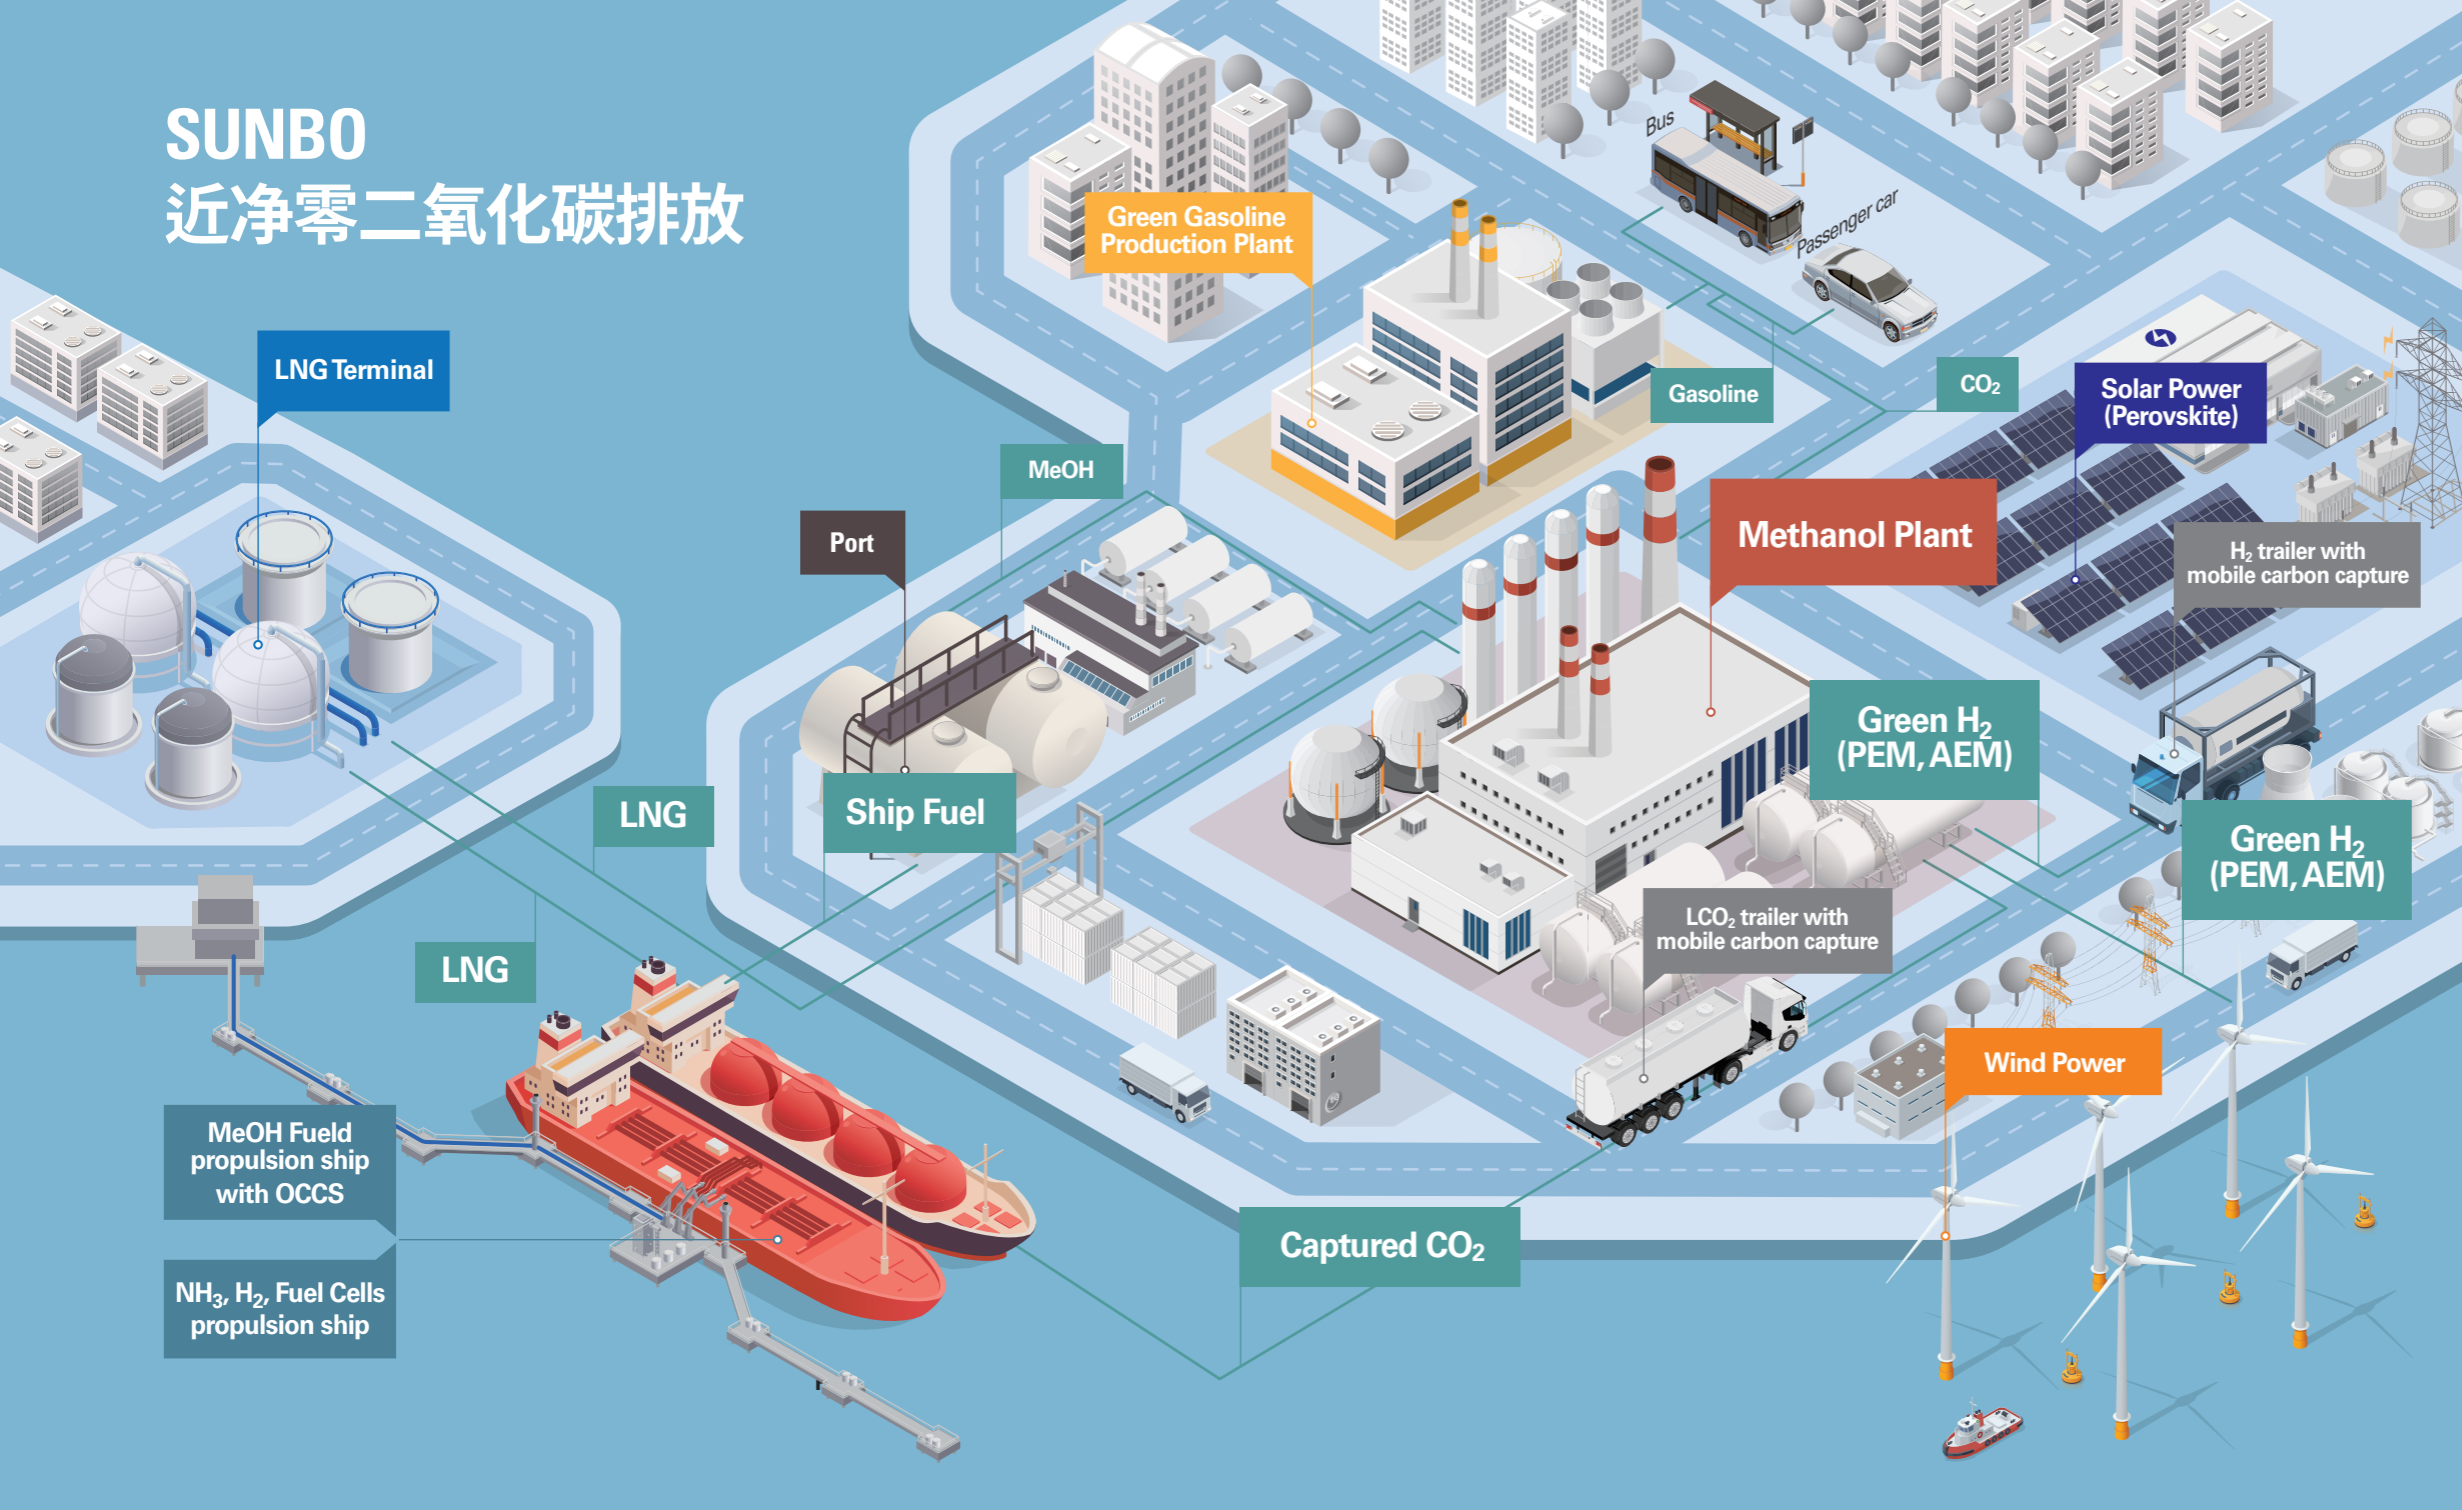 SUNBO
近净零二氧化碳排放
Bus
Passenger car
Green Gasoline
Production Plant
LNG Terminal
Gasoline
CO₂
Solar Power
(Perovskite)
MeOH
Port
Methanol Plant
H₂ trailer with
mobile carbon capture
Green H₂
(PEM, AEM)
LNG
Ship Fuel
Green H₂
(PEM, AEM)
LCO₂ trailer with
mobile carbon capture
LNG
Wind Power
MeOH Fueld
propulsion ship
with OCCS
Captured CO₂
NH₃, H₂, Fuel Cells
propulsion ship